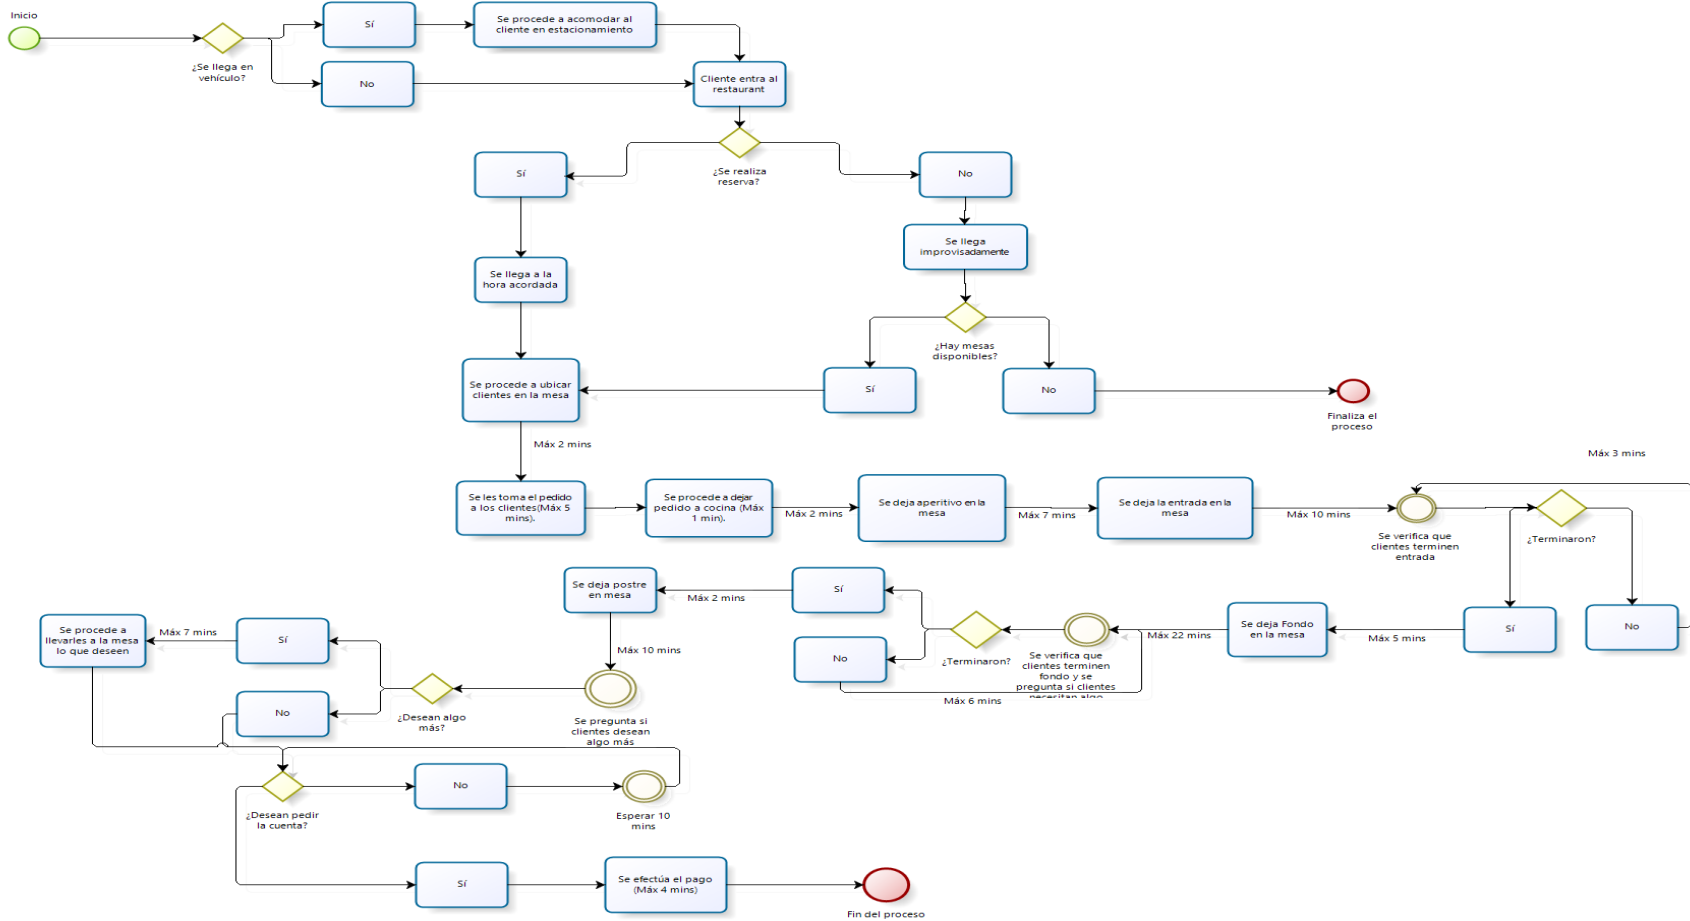 Inicio
Sí
Se procede a acomodar al
cliente en estacionamiento
¿Se llega en
vehículo?
No
Cliente entra al
restaurant
¿Se realiza
reserva?
Sí
No
Se llega
improvisadamente
Se llega a la
hora acordada
¿Hay mesas
disponibles?
Se procede a ubicar
clientes en la mesa
Sí
No
Finaliza el
proceso
Máx 2 mins
Máx 3 mins
Se les toma el pedido
a los clientes(Máx 5
mins).
Se procede a dejar
pedido a cocina (Máx
1 min).
Máx 2 mins
Se deja aperitivo en la
mesa
Máx 7 mins
Se deja la entrada en la
mesa
Máx 10 mins
Se verifica que
clientes terminen
entrada
¿Terminaron?
Se deja postre
en mesa
Máx 2 mins
Sí
No
¿Terminaron?
Se verifica que
clientes terminen
fondo y se
pregunta si clientes
necesitan algo
Máx 22 mins
Se deja Fondo
en la mesa
Máx 5 mins
Sí
No
Máx 6 mins
Se procede a
llevarles a la mesa
lo que deseen
Máx 7 mins
Sí
No
¿Desean algo
más?
Máx 10 mins
Se pregunta si
clientes desean
algo más
¿Desean pedir
la cuenta?
No
Esperar 10
mins
Sí
Se efectúa el pago
(Máx 4 mins)
Fin del proceso